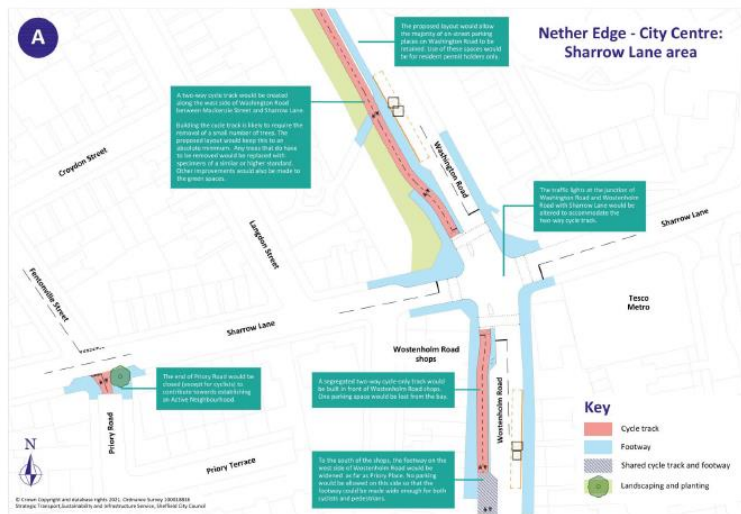 A
Nether Edge - City Centre:
Sharrow Lane area
The proposed layout would allow
the majority of on-street parking
places on Washington Road to be
retained. Use of these spaces would
be for resident permit holders only.
A two-way cycle track would be created
along the west side of Washington Road
between Mackenzie Street and Sharrow Lane
Building the cycle track is likely to require the
removal of a small number of trees. The
proposed layout would keep this to an
absolute minimum. Any trees that do have
to be removed would be replaced with
specimens of a similar or higher standard.
Other improvements would also be made to
the green spaces.
Croydon Street
Washington Road
The traffic lights at the junction of
Washington Road and Wostenholm
Road with Sharrow Lane would be
altered to accommodate the
two-way cycle track.
Sharrow Lane
Langdon Street
Fentonville Street
Tesco
Metro
Sharrow Lane
Wostenholm Road
shops
The end of Priory Road would be
closed (except for cyclists) to
contribute towards establishing
an Active Neighbourhood.
A segregated two-way cycle-only track would
be built in front of Wostenholm Road shops.
One parking space would be lost from the bay.
Wostenholm Road
Priory Road
Priory Terrace
To the south of the shops, the footway on the
west side of Wostenholm Road would be
widened as far as Priory Place. No parking
would be allowed on this side so that the
footway could be made wide enough for both
cyclists and pedestrians.
Key
Cycle track
Footway
Shared cycle track and footway
Landscaping and planting
N
© Crown Copyright and database rights 2021. Ordnance Survey 100018816
Strategic Transport,Sustainability and Infrastructure Service, Sheffield City Council